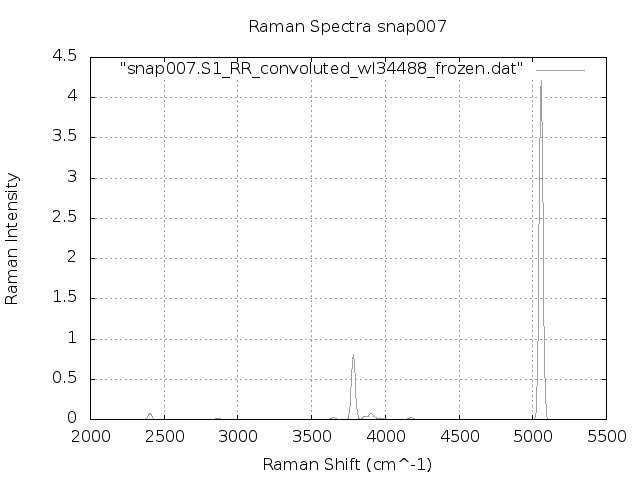 Raman Spectra snap007
"snap007.S1_RR_convoluted_wl34488_frozen.dat"
4.5
4
3.5
3
2.5
2
1.5
1
0.5
0
Raman Intensity
2000 2500 3000 3500 4000 4500 5000 5500
Raman Shift (cm^-1)